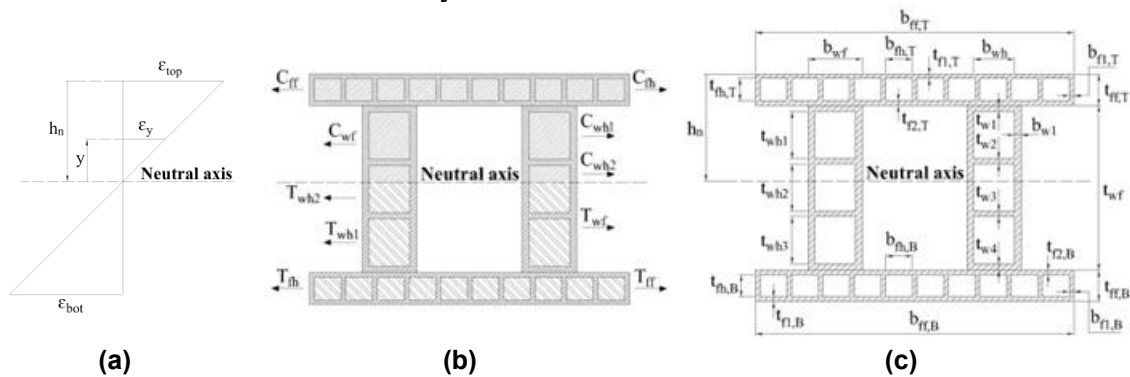 ε_top
h_n
ε_y
y
Neutral axis
ε_bot
(a)
C_ff
C_fh
C_wf
C_wh1
C_wh2
Neutral axis
T_wh2
T_wf
T_wh1
T_fh
T_ff
(b)
b_ff,T
b_wf
b_fh,T
t_f1,T
b_wh
b_f1,T
t_fh,T
t_ff,T
t_f2,T
h_n
t_w1
b_w1
t_wh1
t_w2
Neutral axis
t_wh2
t_w3
t_wf
t_wh3
b_fh,B
t_w4
t_f2,B
t_fh,B
t_ff,B
t_f1,B
b_ff,B
b_f1,B
(c)